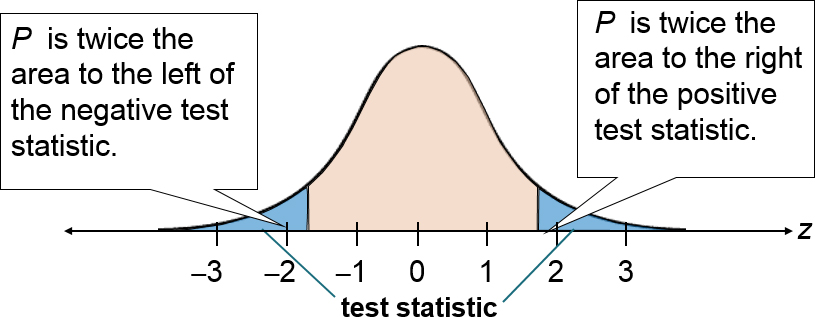 P is twice the
area to the left of
the negative test
statistic.
P is twice the
area to the right
of the positive
test statistic.
z
–3 –2 –1 0 1 2 3
test statistic